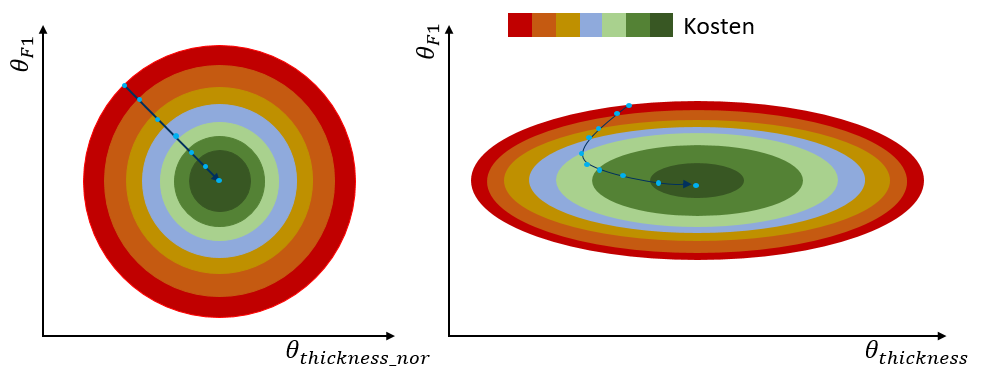 θ_F1
θ_F1
Kosten
θ_thickness_nor
θ_thickness